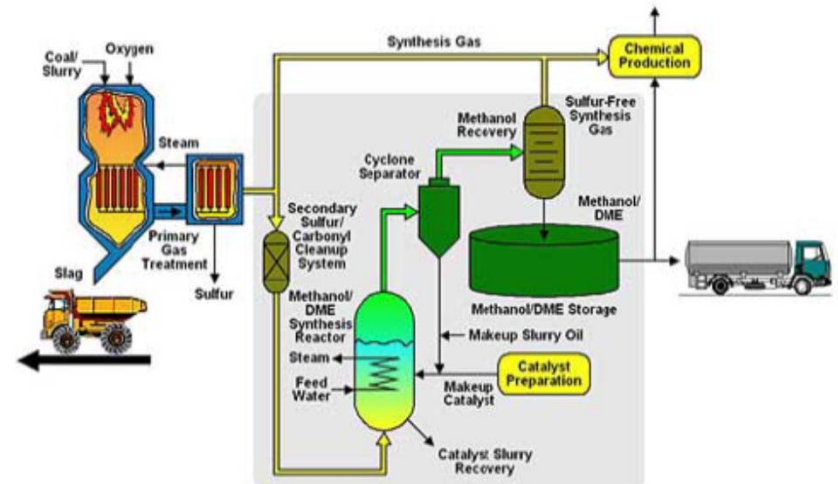 Synthesis Gas
Chemical
Production
Coal/
Slurry
Oxygen
Steam
Primary
Gas
Treatment
Slag
Sulfur
Secondary
Sulfur/
Carbonyl
Cleanup
System
Cyclone
Separator
Methanol
Recovery
Sulfur-Free
Synthesis
Gas
Methanol/
DME
Methanol/DME Storage
Methanol/
DME
Synthesis
Reactor
Steam
Feed
Water
Makeup Slurry Oil
Makeup
Catalyst
Catalyst
Preparation
Catalyst Slurry
Recovery